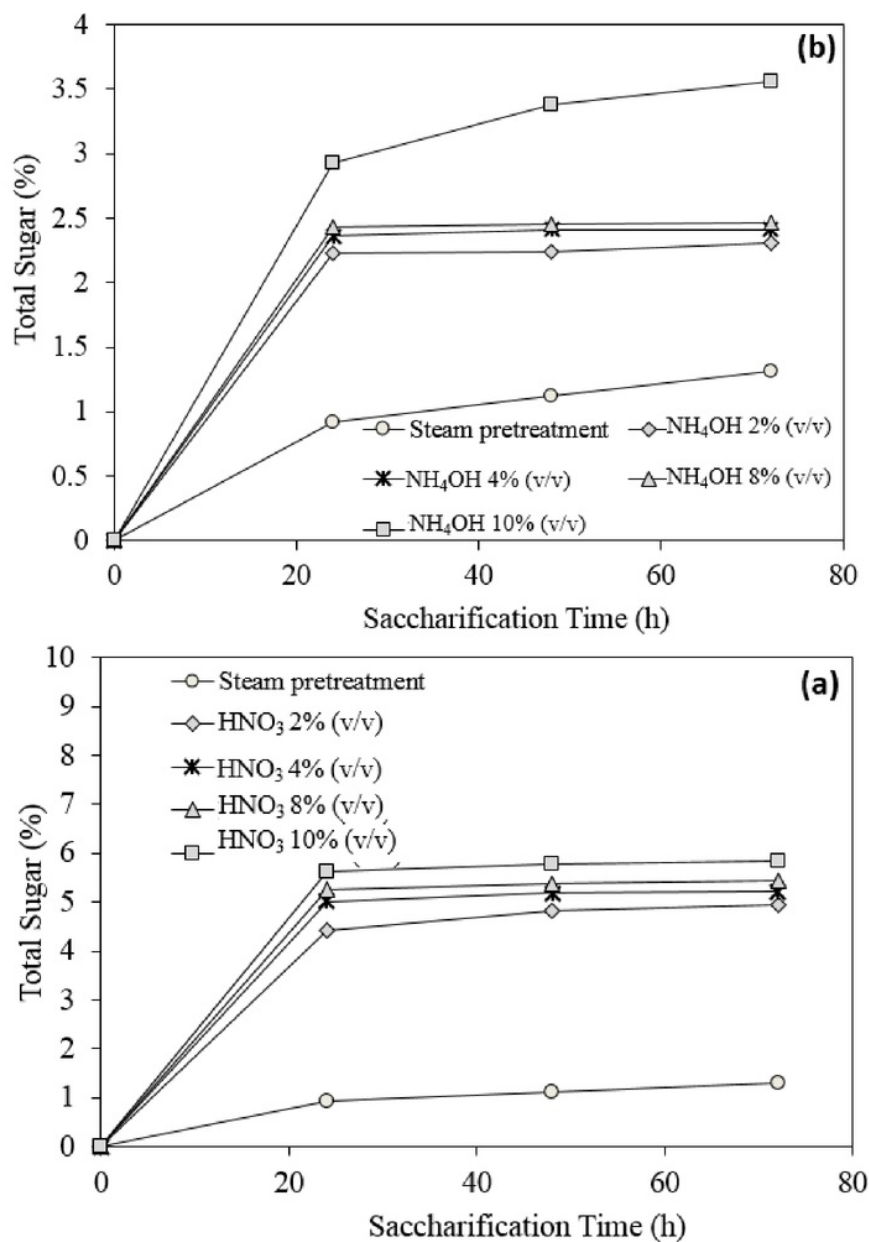 4
(b)
3.5
3
2.5
2
1.5
1
0.5
0
Total Sugar (%)
Steam pretreatment
NH₄OH 2% (v/v)
NH₄OH 4% (v/v)
NH₄OH 8% (v/v)
NH₄OH 10% (v/v)
0 20 40 60 80
Saccharification Time (h)
10
(a)
9
8
7
6
5
4
3
2
1
0
Total Sugar (%)
Steam pretreatment
HNO₃ 2% (v/v)
HNO₃ 4% (v/v)
HNO₃ 8% (v/v)
HNO₃ 10% (v/v)
0 20 40 60 80
Saccharification Time (h)